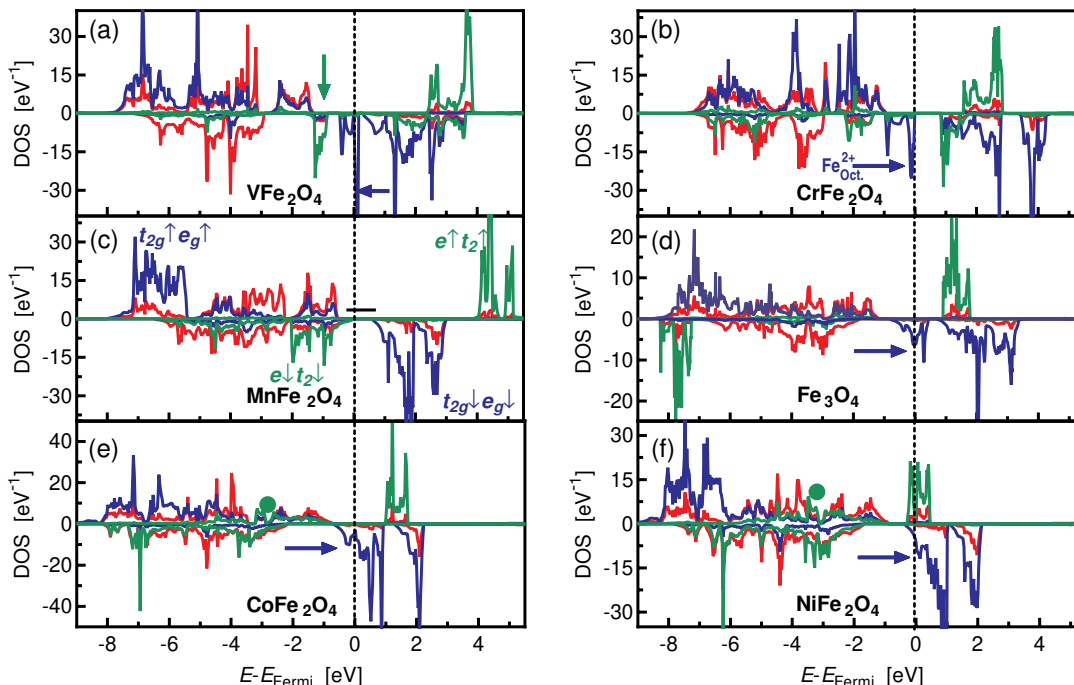 (a)
30
15
0
-15
-30
DOS [eV⁻¹]
VFe₂O₄
(b)
30
15
0
-15
-30
DOS [eV⁻¹]
Fe²⁺Oct.
CrFe₂O₄
(c)
t₂g↑eg↑
e↑t₂↑
30
15
0
-15
-30
DOS [eV⁻¹]
e↓t₂↓
MnFe₂O₄
t₂g↓eg↓
(d)
20
10
0
-10
-20
DOS [eV⁻¹]
Fe₃O₄
(e)
40
20
0
-20
-40
DOS [eV⁻¹]
CoFe₂O₄
-8 -6 -4 -2 0 2 4
E-EFermi [eV]
(f)
30
15
0
-15
-30
DOS [eV⁻¹]
NiFe₂O₄
-8 -6 -4 -2 0 2 4
E-EFermi [eV]